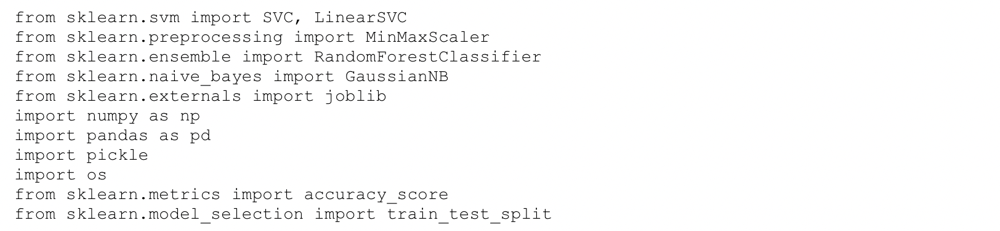 from sklearn.svm import SVC, LinearSVC
from sklearn.preprocessing import MinMaxScaler
from sklearn.ensemble import RandomForestClassifier
from sklearn.naive_bayes import GaussianNB
from sklearn.externals import joblib
import numpy as np
import pandas as pd
import pickle
import os
from sklearn.metrics import accuracy_score
from sklearn.model_selection import train_test_split